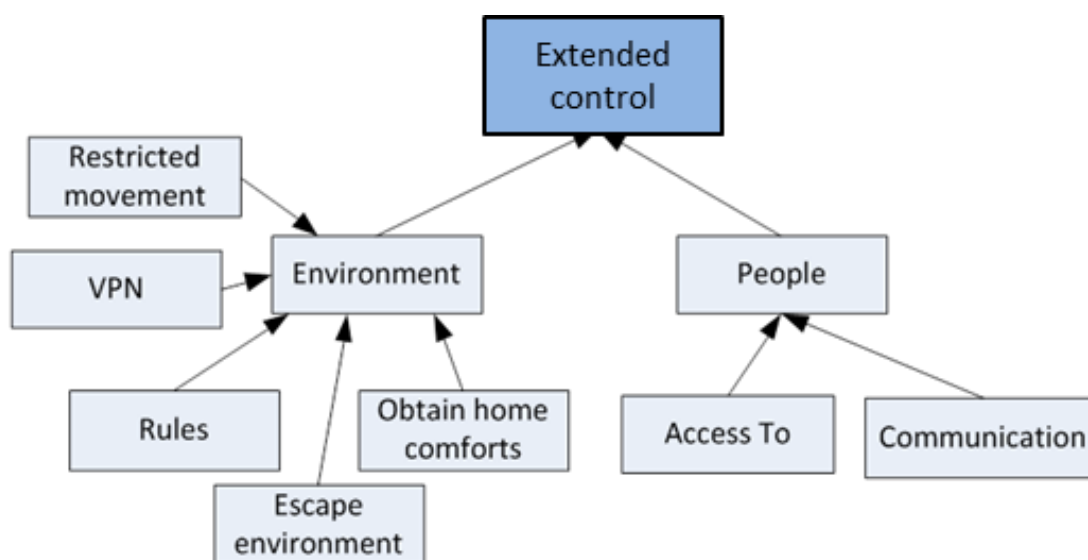 Extended
control
Restricted
movement
Environment
People
VPN
Rules
Obtain home
comforts
Access To
Communication
Escape
environment